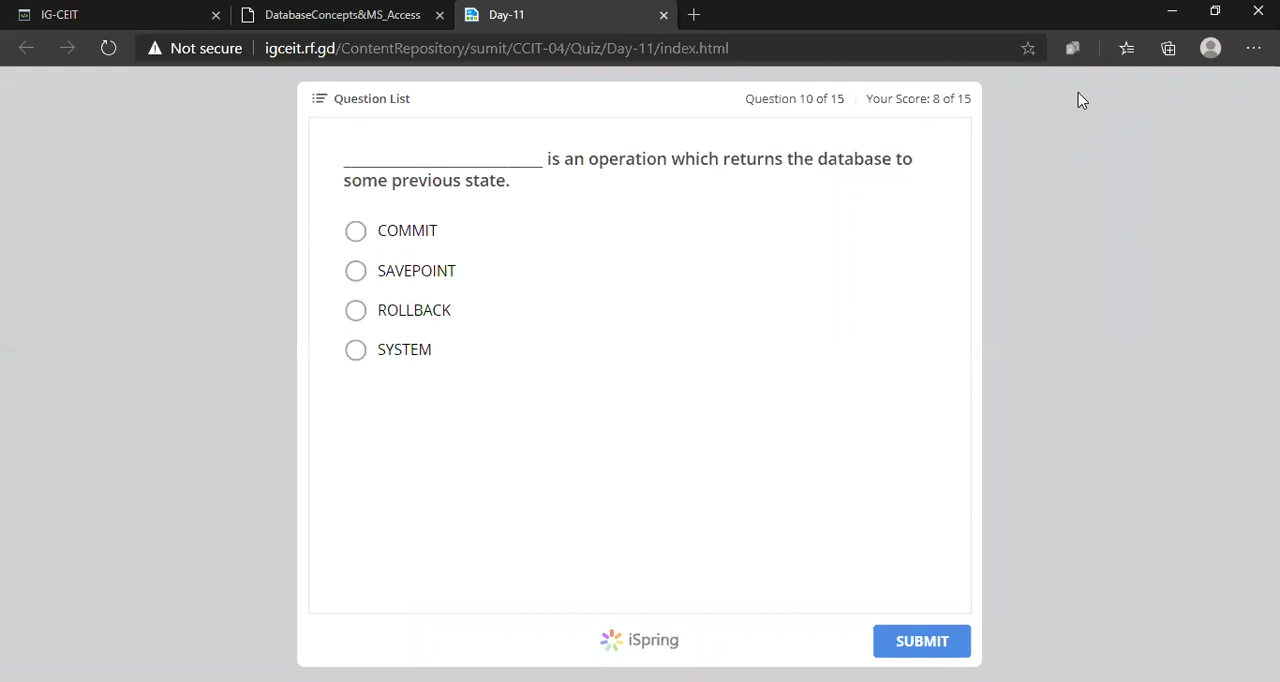 IG-CEIT
DatabaseConcepts&MS_Access
Day-11
Not secure
igceit.rf.gd/ContentRepository/sumit/CCIT-04/Quiz/Day-11/index.html
Question List
Question 10 of 15
Your Score: 8 of 15
_________________________ is an operation which returns the database to
some previous state.
COMMIT
SAVEPOINT
ROLLBACK
SYSTEM
iSpring
SUBMIT